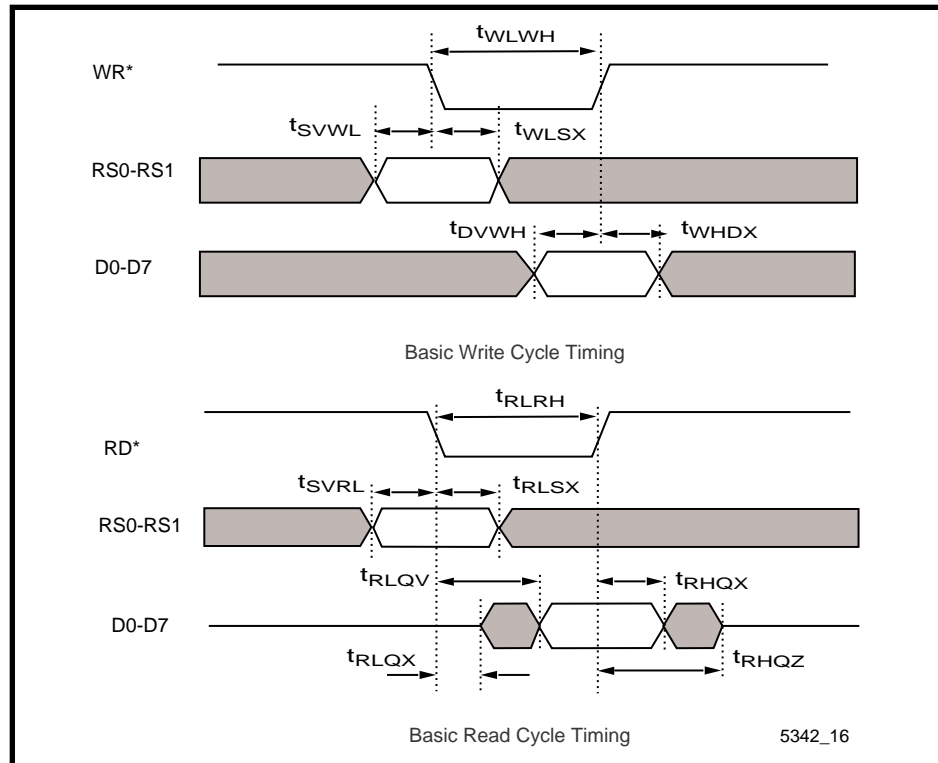 tWLWH
WR*
tSVWL tWLSX
RS0-RS1
tDVWH tWHDX
D0-D7
Basic Write Cycle Timing
tRLRH
RD*
tSVRL tRLSX
RS0-RS1
tRLQV tRHQX
D0-D7
tRLQX tRHQZ
Basic Read Cycle Timing 5342_16